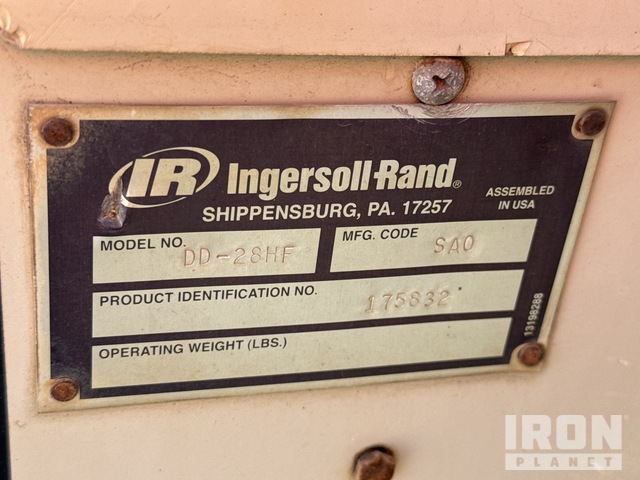 IR Ingersoll-Rand®
SHIPPENSBURG, PA. 17257
ASSEMBLED
IN USA
MODEL NO. DD-28HF
MFG. CODE SA0
PRODUCT IDENTIFICATION NO. 175832
OPERATING WEIGHT (LBS.)
13198288
IRON
PLANET